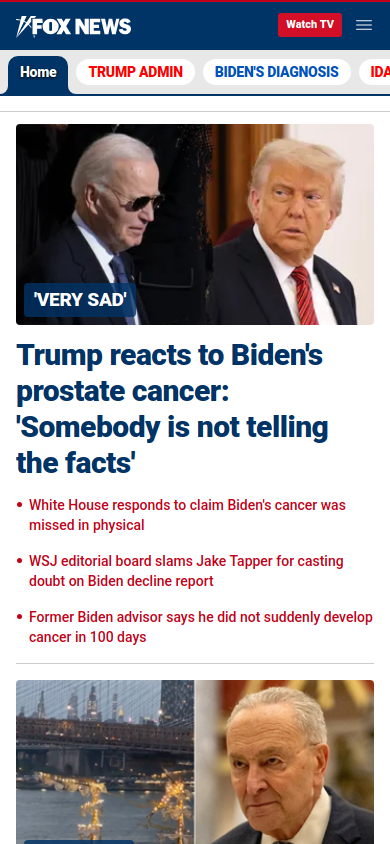 FOX NEWS
Watch TV
Home
TRUMP ADMIN
BIDEN'S DIAGNOSIS
IDA
'VERY SAD'
Trump reacts to Biden's
prostate cancer:
'Somebody is not telling
the facts'
• White House responds to claim Biden's cancer was
missed in physical
• WSJ editorial board slams Jake Tapper for casting
doubt on Biden decline report
• Former Biden advisor says he did not suddenly develop
cancer in 100 days